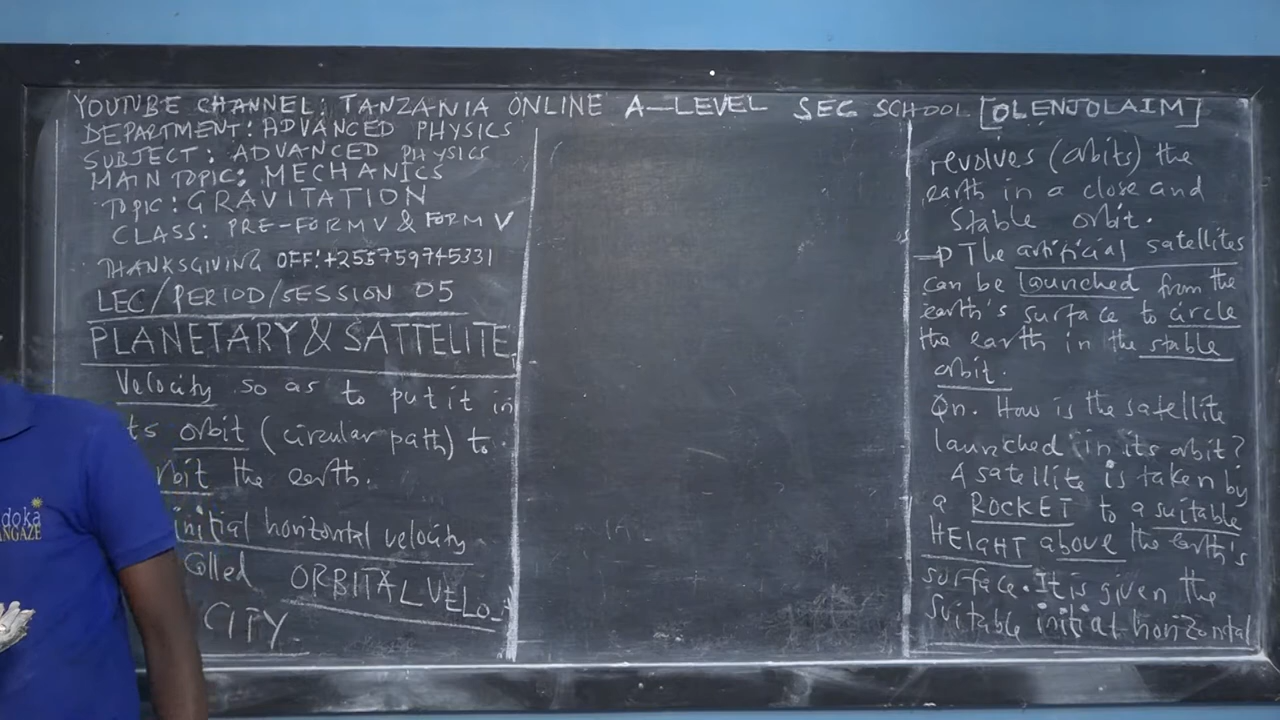 YOUTUBE CHANNEL: TANZANIA ONLINE A-LEVEL SEC SCHOOL [OLENJOLAIM]
DEPARTMENT: ADVANCED PHYSICS
SUBJECT: ADVANCED PHYSICS
MAIN TOPIC: MECHANICS
TOPIC: GRAVITATION
CLASS: PRE-FORM V & FORM V
THANKSGIVING OFF: +255759745331
LEC/PERIOD/SESSION 05
PLANETARY & SATTELITE
Velocity so as to put it in
ts orbit (circular path) to
rbit the earth.
initial horizontal velocity
Called ORBITAL VELO-
CITY
revolves (orbits) the
earth in a close and
Stable orbit.
The artificial satellites
can be launched from the
earth's surface to circle
the earth in the stable
orbit.
Qn. How is the satellite
launched in its orbit?
A satellite is taken by
a ROCKET to a suitable
HEIGHT above the earth's
surface. It is given the
suitable initial horizontal
doka
NGAZE